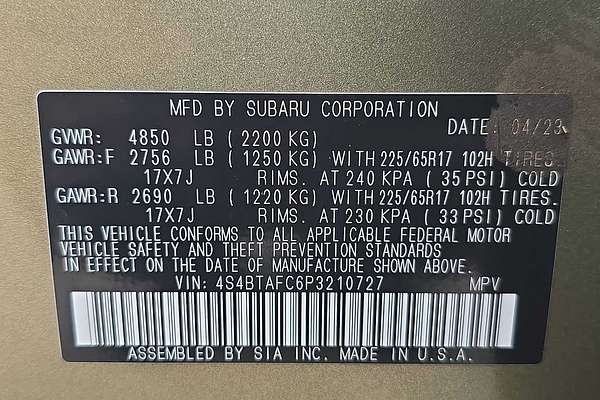 MFD BY SUBARU CORPORATION
DATE: 04/23
GVWR: 4850 LB (2200 KG)
GAWR:F 2756 LB (1250 KG) WITH 225/65R17 102H TIRES.
17X7J RIMS. AT 240 KPA (35 PSI) COLD
GAWR:R 2690 LB (1220 KG) WITH 225/65R17 102H TIRES.
17X7J RIMS. AT 230 KPA (33 PSI) COLD
THIS VEHICLE CONFORMS TO ALL APPLICABLE FEDERAL MOTOR
VEHICLE SAFETY AND THEFT PREVENTION STANDARDS
IN EFFECT ON THE DATE OF MANUFACTURE SHOWN ABOVE.
VIN: 4S4BTAFC6P3210727 MPV
ASSEMBLED BY SIA INC. MADE IN U.S.A.